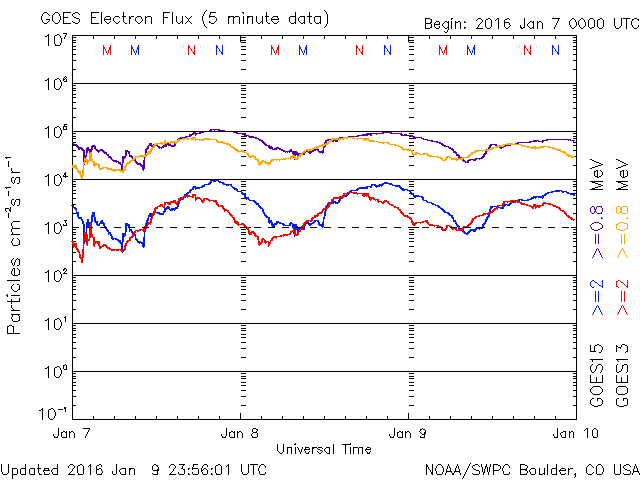 GOES Electron Flux (5 minute data)
Begin: 2016 Jan 7 0000 UTC
M M N N M M N N M M N N
10⁷
10⁶
10⁵
10⁴
10³
10²
10¹
10⁰
10⁻¹
Particles cm⁻²s⁻¹sr⁻¹
Jan 7 Jan 8 Jan 9 Jan 10
Universal Time
GOES15 >=2 >=0.8 MeV
GOES13 >=2 >=0.8 MeV
Updated 2016 Jan 9 23:56:01 UTC
NOAA/SWPC Boulder, CO USA